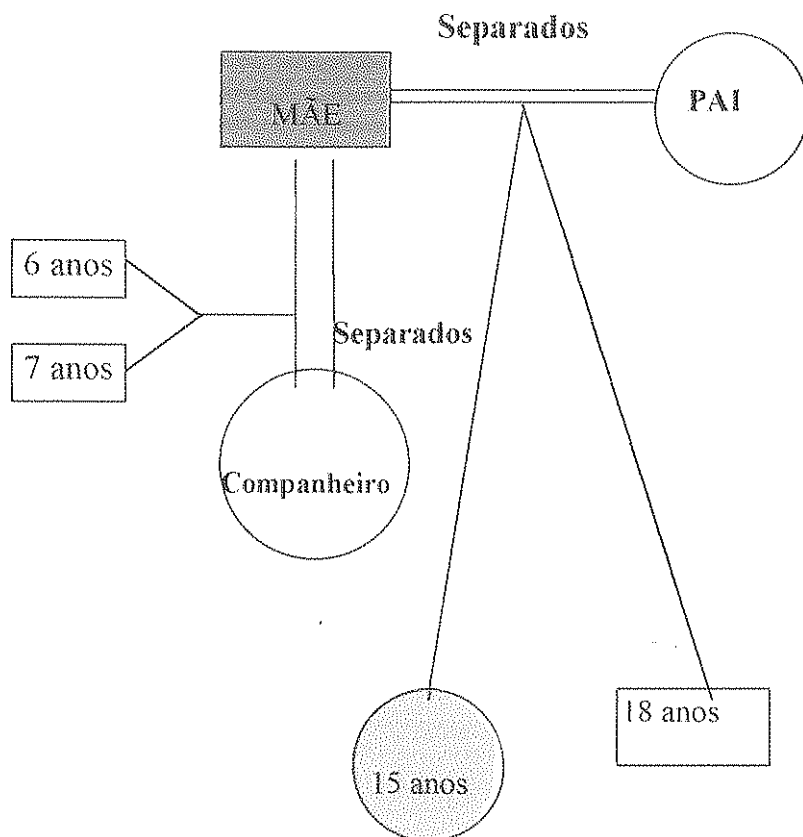 Separados
MÃE
PAI
6 anos
7 anos
Separados
Companheiro
15 anos
18 anos